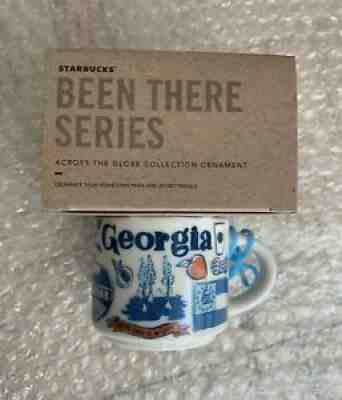 STARBUCKS®
BEEN THERE
SERIES
ACROSS THE GLOBE COLLECTION ORNAMENT
Georgia